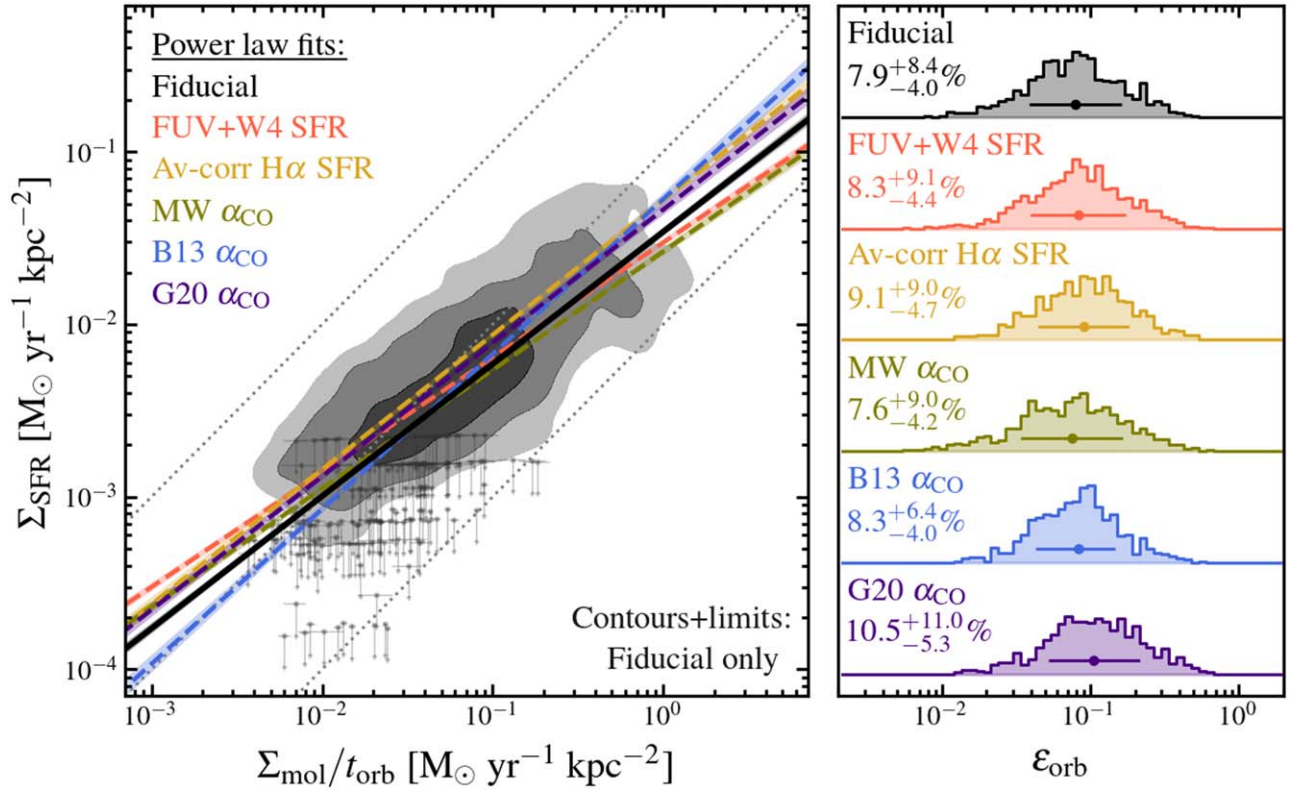 Power law fits:
Fiducial
FUV+W4 SFR
Av-corr Hα SFR
MW αCO
B13 αCO
G20 αCO
Contours+limits:
Fiducial only
10⁻¹
10⁻²
10⁻³
10⁻⁴
ΣSFR [M⊙ yr⁻¹ kpc⁻²]
10⁻³ 10⁻² 10⁻¹ 10⁰
Σmol/torb [M⊙ yr⁻¹ kpc⁻²]
Fiducial
7.9+8.4−4.0%
FUV+W4 SFR
8.3+9.1−4.4%
Av-corr Hα SFR
9.1+9.0−4.7%
MW αCO
7.6+9.0−4.2%
B13 αCO
8.3+6.4−4.0%
G20 αCO
10.5+11.0−5.3%
10⁻² 10⁻¹ 10⁰
εorb